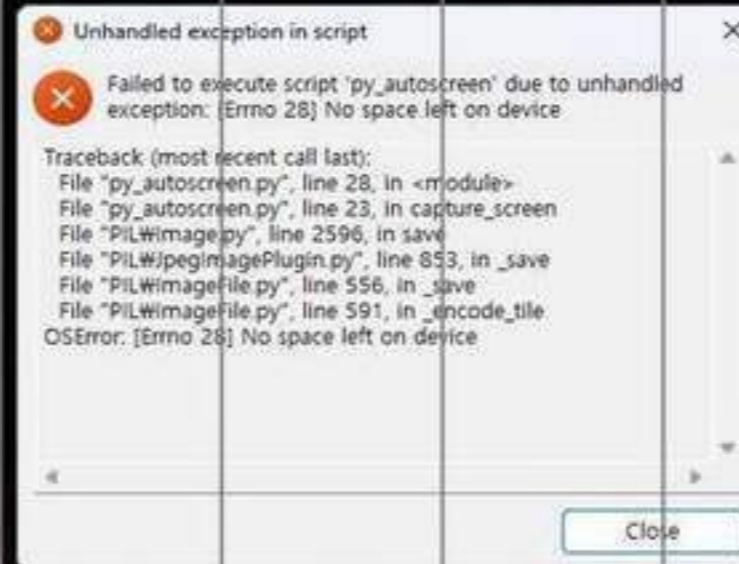 Unhandled exception in script
Failed to execute script 'py_autoscreen' due to unhandled
exception: [Errno 28] No space left on device
Traceback (most recent call last):
File "py_autoscreen.py", line 28, in <module>
File "py_autoscreen.py", line 23, in capture_screen
File "PIL₩Image.py", line 2596, in save
File "PIL₩JpegImagePlugin.py", line 853, in _save
File "PIL₩ImageFile.py", line 556, in _save
File "PIL₩ImageFile.py", line 591, in _encode_tile
OSError: [Errno 28] No space left on device
Close